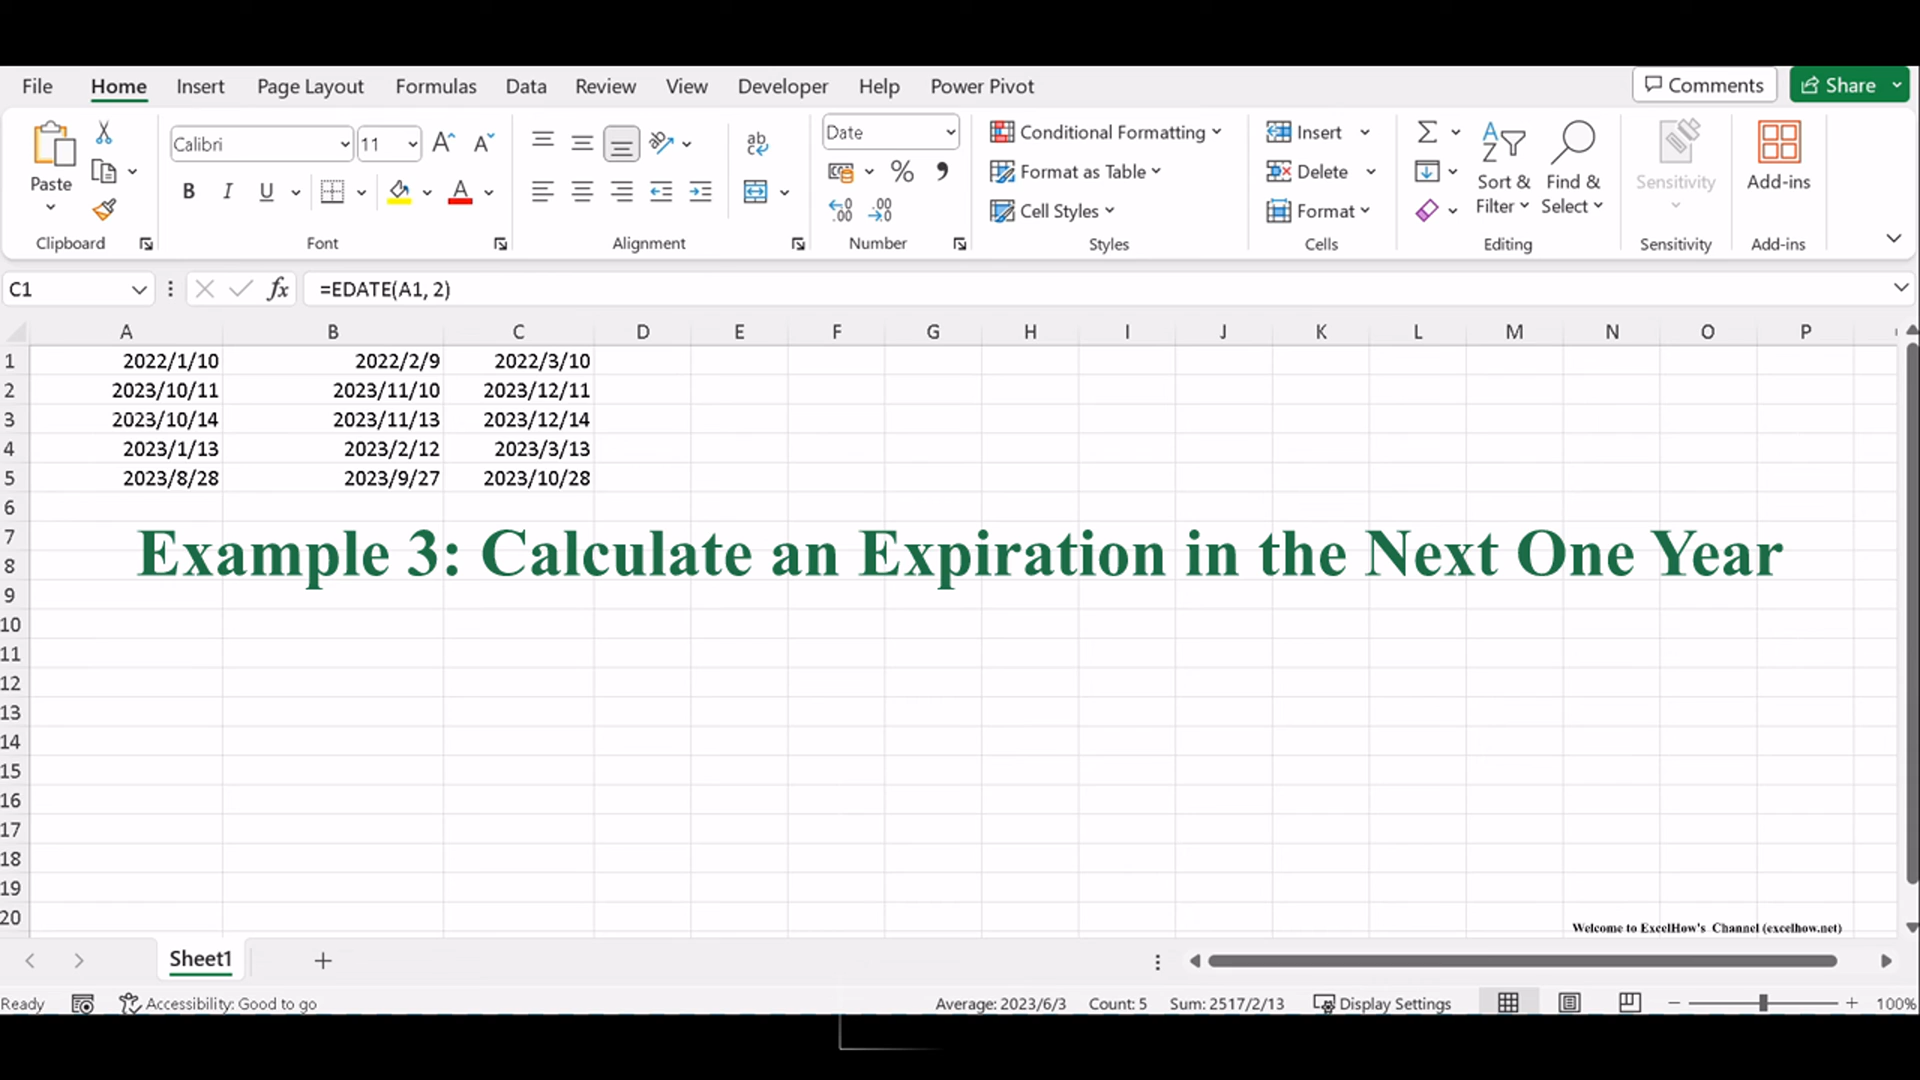 File Home Insert Page Layout Formulas Data Review View Developer Help Power Pivot Comments Share
Calibri 11 Date Conditional Formatting Insert
Paste B I U A % , Format as Table Delete Sort & Filter Find & Select Sensitivity Add-ins
Cell Styles Format
Clipboard Font Alignment Number Styles Cells Editing Sensitivity Add-ins
C1 fx =EDATE(A1, 2)
A B C D E F G H I J K L M N O P
1 2022/1/10 2022/2/9 2022/3/10
2 2023/10/11 2023/11/10 2023/12/11
3 2023/10/14 2023/11/13 2023/12/14
4 2023/1/13 2023/2/12 2023/3/13
5 2023/8/28 2023/9/27 2023/10/28
6
7
Example 3: Calculate an Expiration in the Next One Year
8
9
10
11
12
13
14
15
16
17
18
19
20
Welcome to ExcelHow's Channel (excelhow.net)
Sheet1
Ready Accessibility: Good to go Average: 2023/6/3 Count: 5 Sum: 2517/2/13 Display Settings 100%